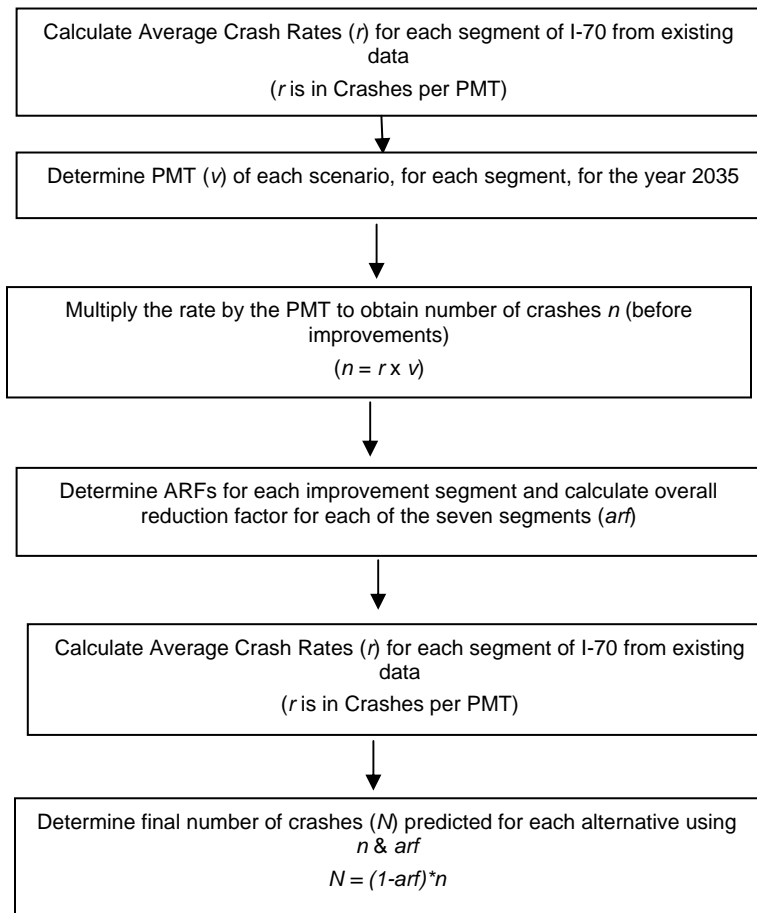 Calculate Average Crash Rates (r) for each segment of I-70 from existing
data
(r is in Crashes per PMT)
Determine PMT (v) of each scenario, for each segment, for the year 2035
Multiply the rate by the PMT to obtain number of crashes n (before
improvements)
(n = r x v)
Determine ARFs for each improvement segment and calculate overall
reduction factor for each of the seven segments (arf)
Calculate Average Crash Rates (r) for each segment of I-70 from existing
data
(r is in Crashes per PMT)
Determine final number of crashes (N) predicted for each alternative using
n & arf
N = (1-arf)*n